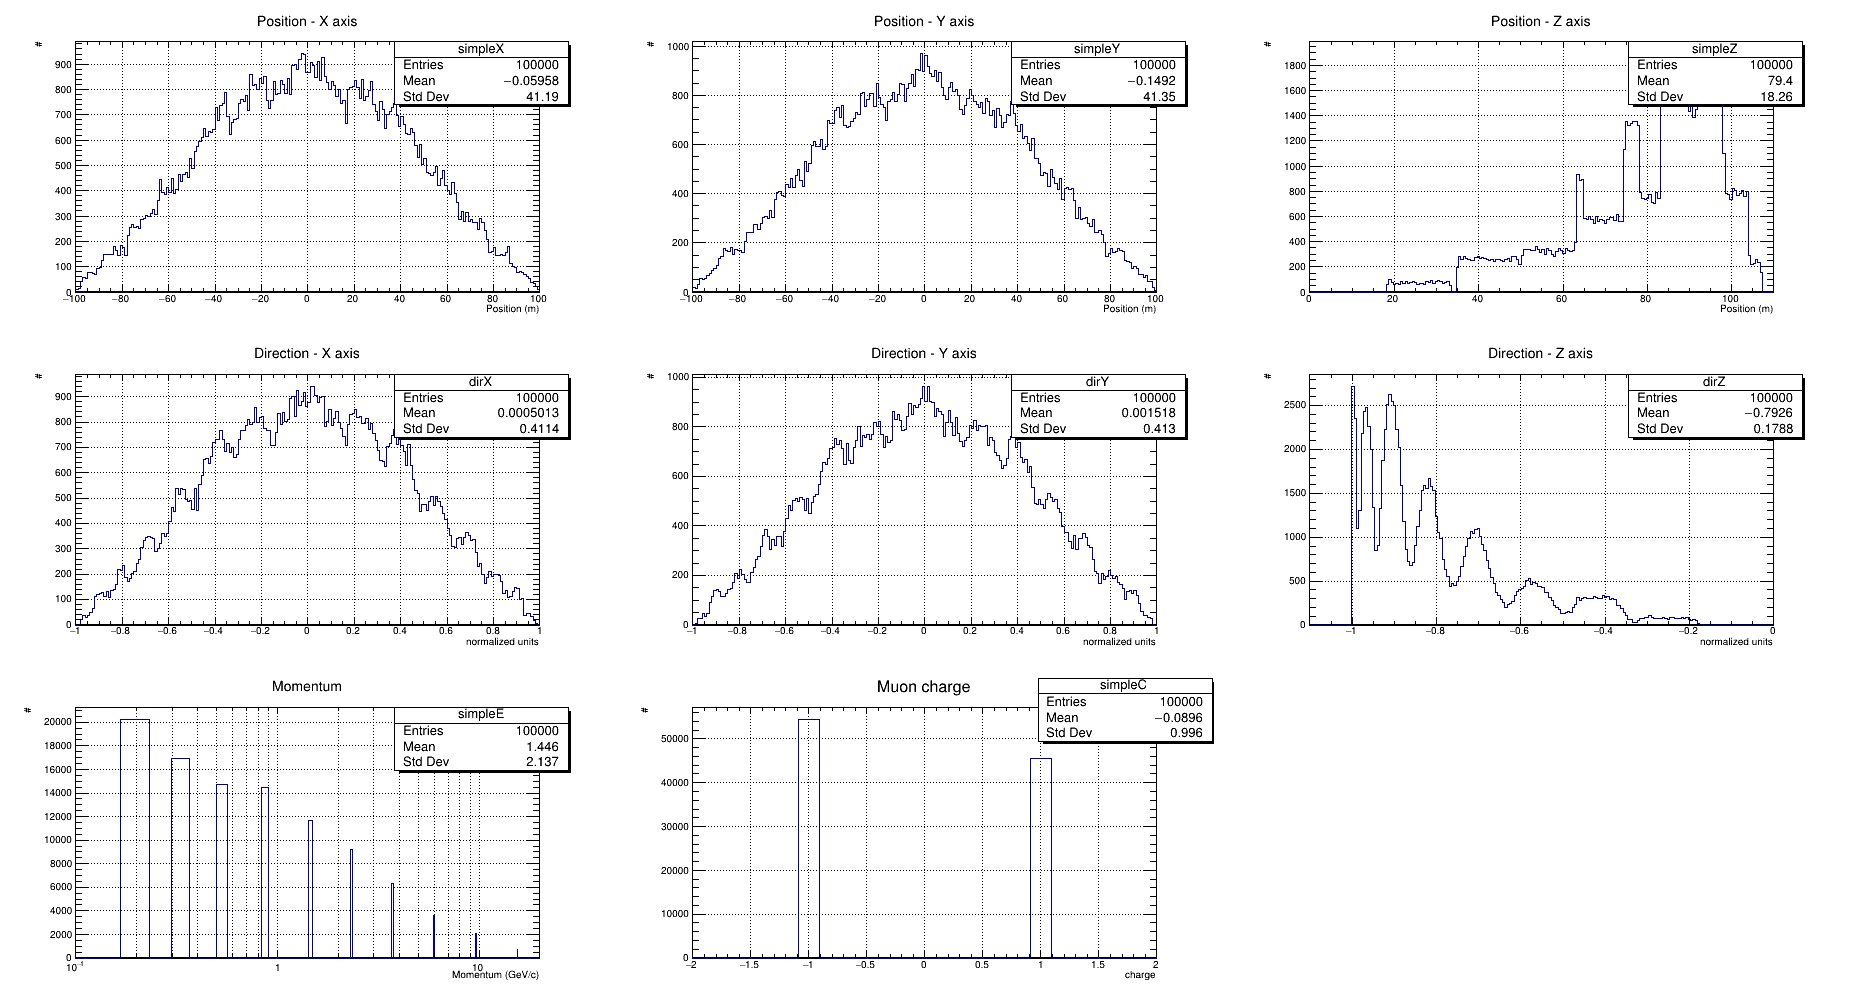 Position - X axis
#
simpleX
Entries 100000
Mean −0.05958
Std Dev 41.19
900
800
700
600
500
400
300
200
100
0
−100 −80 −60 −40 −20 0 20 40 60 80 100
Position (m)
Position - Y axis
#
simpleY
Entries 100000
Mean −0.1492
Std Dev 41.35
1000
800
600
400
200
0
−100 −80 −60 −40 −20 0 20 40 60 80 100
Position (m)
Position - Z axis
#
simpleZ
Entries 100000
Mean 79.4
Std Dev 18.26
1800
1600
1400
1200
1000
800
600
400
200
0
0 20 40 60 80 100
Position (m)
Direction - X axis
#
dirX
Entries 100000
Mean 0.0005013
Std Dev 0.4114
900
800
700
600
500
400
300
200
100
0
−1 −0.8 −0.6 −0.4 −0.2 0 0.2 0.4 0.6 0.8 1
normalized units
Direction - Y axis
#
dirY
Entries 100000
Mean 0.001518
Std Dev 0.413
1000
800
600
400
200
0
−1 −0.8 −0.6 −0.4 −0.2 0 0.2 0.4 0.6 0.8 1
normalized units
Direction - Z axis
#
dirZ
Entries 100000
Mean −0.7926
Std Dev 0.1788
2500
2000
1500
1000
500
0
−1 −0.8 −0.6 −0.4 −0.2 0
normalized units
Momentum
#
simpleE
Entries 100000
Mean 1.446
Std Dev 2.137
20000
18000
16000
14000
12000
10000
8000
6000
4000
2000
0
10⁻¹ 1 10
Momentum (GeV/c)
Muon charge
#
simpleC
Entries 100000
Mean −0.0896
Std Dev 0.996
50000
40000
30000
20000
10000
0
−2 −1.5 −1 −0.5 0 0.5 1 1.5 2
charge